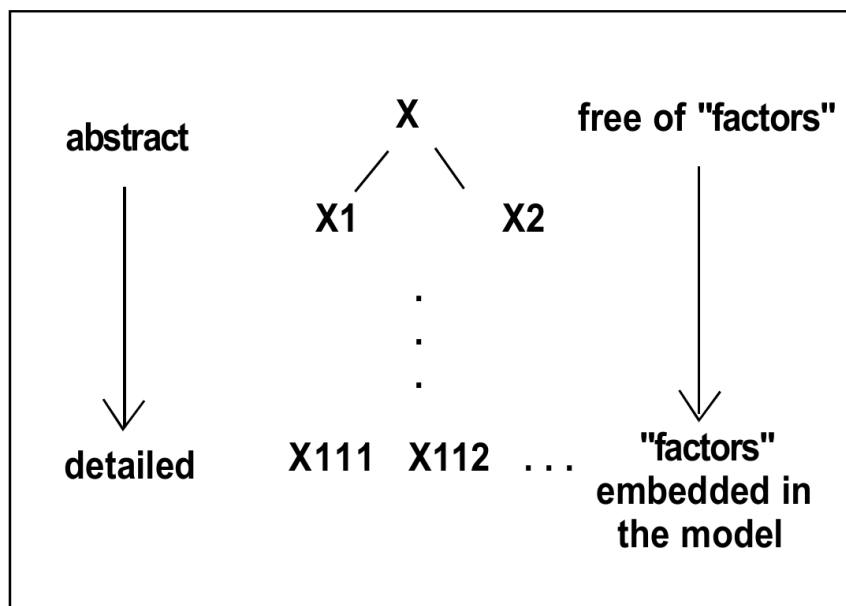 abstract
X
free of "factors"
X1
X2
.
.
.
detailed
X111 X112 . . .
"factors"
embedded in
the model